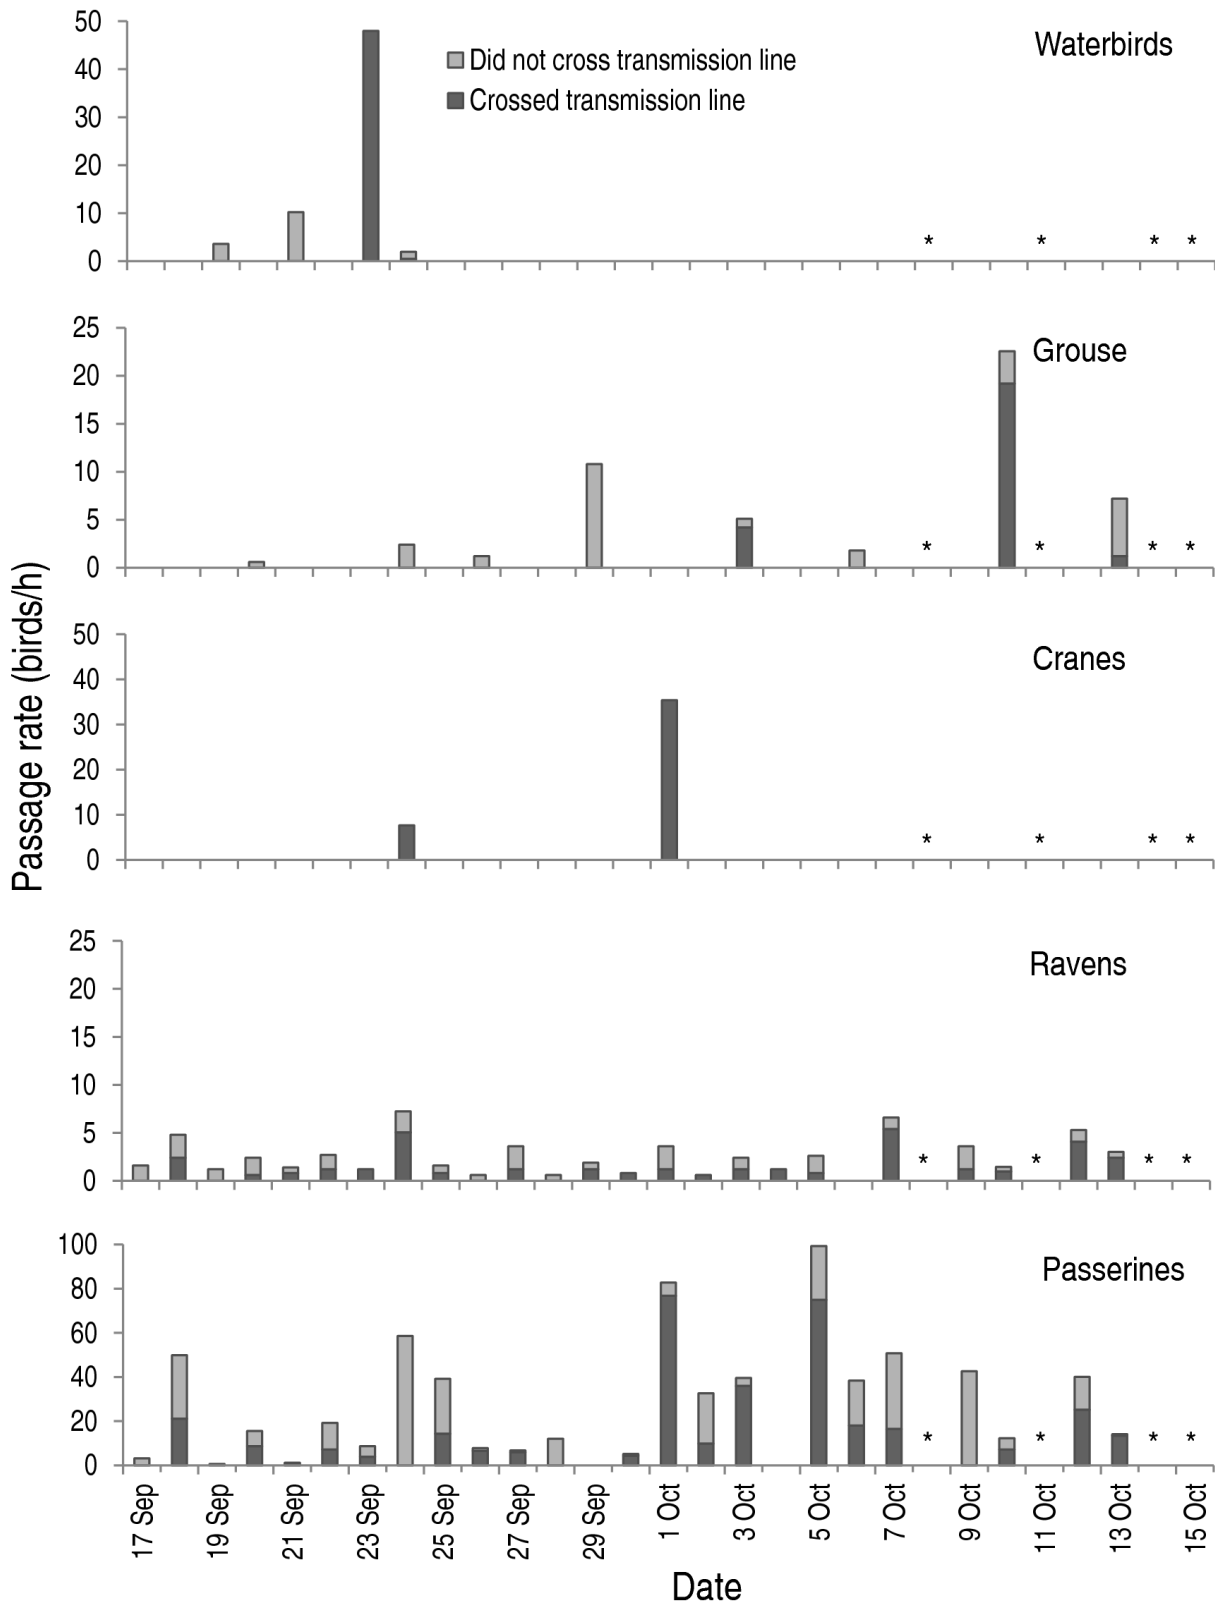 Passage rate (birds/h)
50
40
30
20
10
0
Did not cross transmission line
Crossed transmission line
Waterbirds
* * * *
25
20
15
10
5
0
Grouse
* * * *
50
40
30
20
10
0
Cranes
* * * *
25
20
15
10
5
0
Ravens
* * * *
100
80
60
40
20
0
Passerines
* * * *
17 Sep
19 Sep
21 Sep
23 Sep
25 Sep
27 Sep
29 Sep
1 Oct
3 Oct
5 Oct
7 Oct
9 Oct
11 Oct
13 Oct
15 Oct
Date